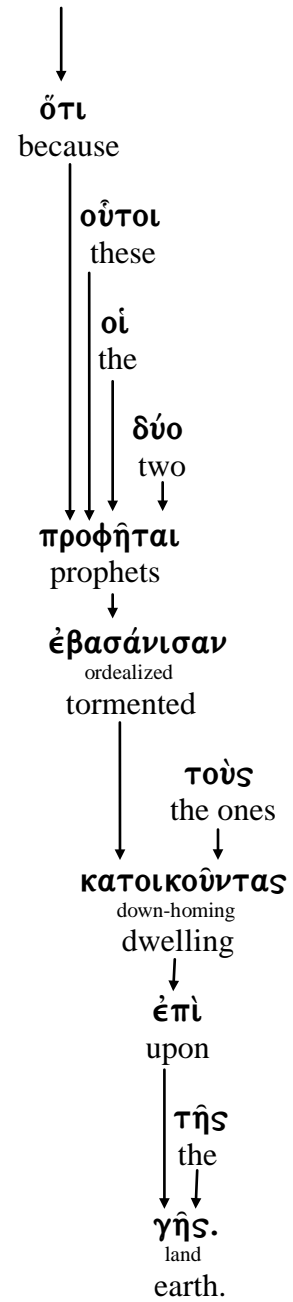 ὅτι
because
οὗτοι
these
οἱ
the
δύο
two
προφῆται
prophets
ἐβασάνισαν
ordealized
tormented
τοὺς
the ones
κατοικοῦντας
down-homing
dwelling
ἐπὶ
upon
τῆς
the
γῆς.
land
earth.